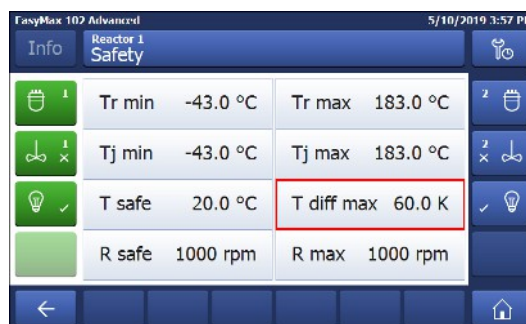 EasyMax 102 Advanced 5/10/2019 3:57 P
Info Reactor 1
Safety
1 Tr min -43.0 °C Tr max 183.0 °C 2
1 Tj min -43.0 °C Tj max 183.0 °C 2
T safe 20.0 °C T diff max 60.0 K
R safe 1000 rpm R max 1000 rpm